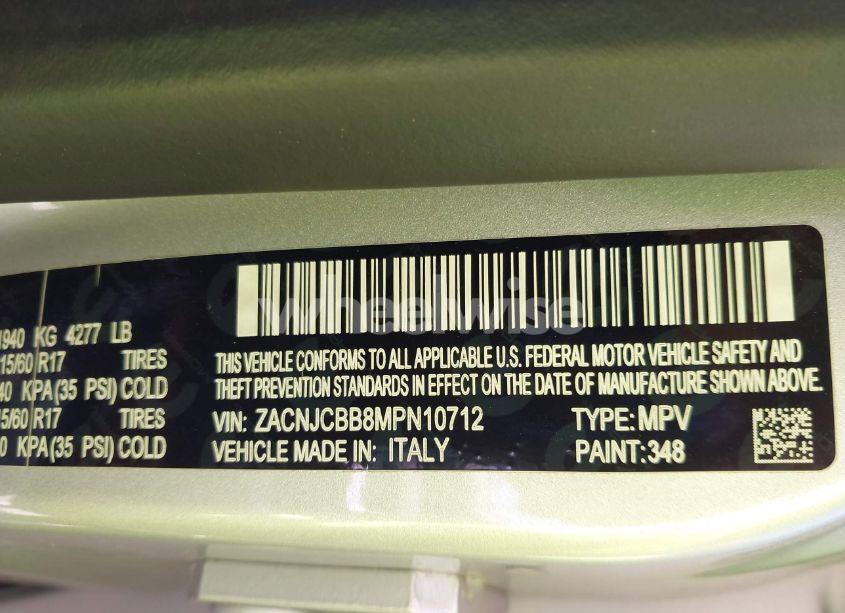 wheelwise
1940 KG 4277 LB
15/60 R17 TIRES
40 KPA(35 PSI) COLD
15/60 R17 TIRES
0 KPA(35 PSI) COLD
THIS VEHICLE CONFORMS TO ALL APPLICABLE U.S. FEDERAL MOTOR VEHICLE SAFETY AND
THEFT PREVENTION STANDARDS IN EFFECT ON THE DATE OF MANUFACTURE SHOWN ABOVE.
VIN: ZACNJCBB8MPN10712 TYPE: MPV
VEHICLE MADE IN: ITALY PAINT: 348